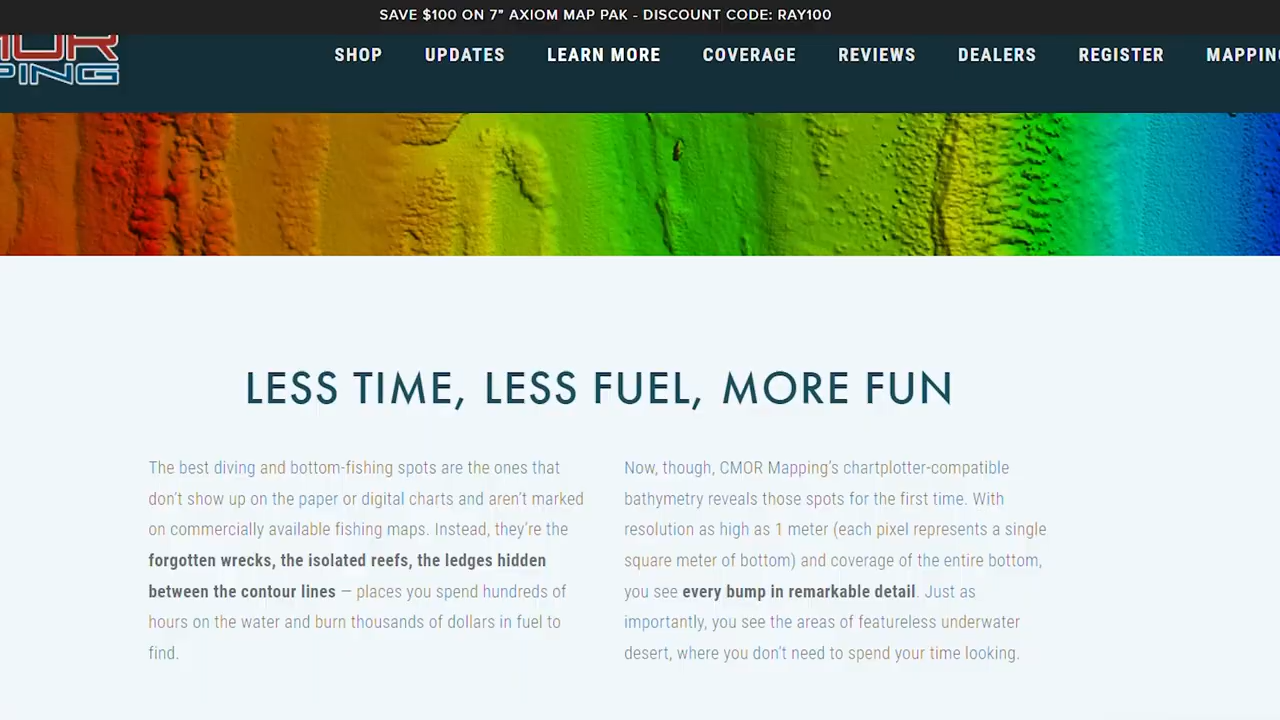 SAVE $100 ON 7" AXIOM MAP PAK - DISCOUNT CODE: RAY100
SHOP UPDATES LEARN MORE COVERAGE REVIEWS DEALERS REGISTER MAPPING
LESS TIME, LESS FUEL, MORE FUN
The best diving and bottom-fishing spots are the ones that
don't show up on the paper or digital charts and aren't marked
on commercially available fishing maps. Instead, they're the
forgotten wrecks, the isolated reefs, the ledges hidden
between the contour lines — places you spend hundreds of
hours on the water and burn thousands of dollars in fuel to
find.
Now, though, CMOR Mapping's chartplotter-compatible
bathymetry reveals those spots for the first time. With
resolution as high as 1 meter (each pixel represents a single
square meter of bottom) and coverage of the entire bottom,
you see every bump in remarkable detail. Just as
importantly, you see the areas of featureless underwater
desert, where you don't need to spend your time looking.